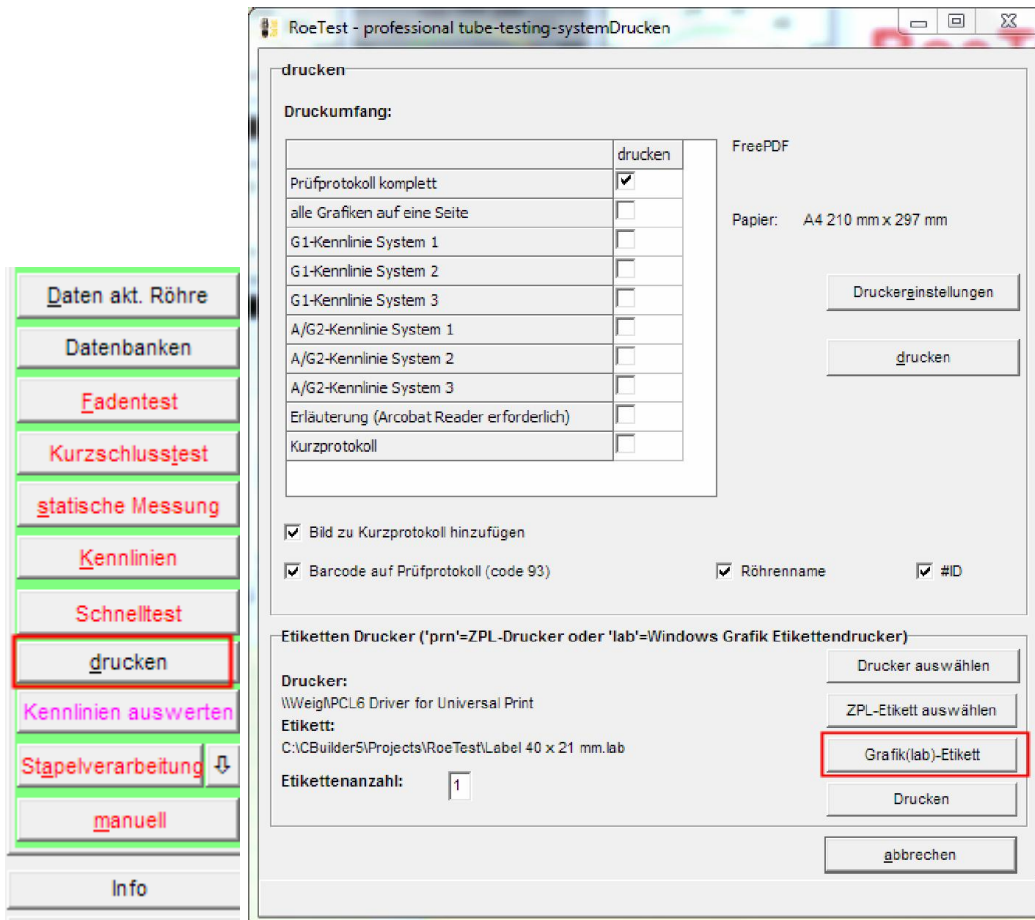 Daten akt. Röhre
Datenbanken
Fadentest
Kurzschlusstest
statische Messung
Kennlinien
Schnelltest
drucken
Kennlinien auswerten
Stapelverarbeitung ⇩
manuell
Info
RoeTest - professional tube-testing-systemDrucken
drucken
Druckumfang:
drucken
Prüfprotokoll komplett
alle Grafiken auf eine Seite
G1-Kennlinie System 1
G1-Kennlinie System 2
G1-Kennlinie System 3
A/G2-Kennlinie System 1
A/G2-Kennlinie System 2
A/G2-Kennlinie System 3
Erläuterung (Arcobat Reader erforderlich)
Kurzprotokoll
FreePDF
Papier: A4 210 mm x 297 mm
Druckereinstellungen
drucken
Bild zu Kurzprotokoll hinzufügen
Barcode auf Prüfprotokoll (code 93) Röhrenname #ID
Etiketten Drucker ('prn'=ZPL-Drucker oder 'lab'=Windows Grafik Etikettendrucker)
Drucker:
\\Weigl\PCL6 Driver for Universal Print
Etikett:
C:\CBuilder5\Projects\RoeTest\Label 40 x 21 mm.lab
Etikettenanzahl: 1
Drucker auswählen
ZPL-Etikett auswählen
Grafik(lab)-Etikett
Drucken
abbrechen